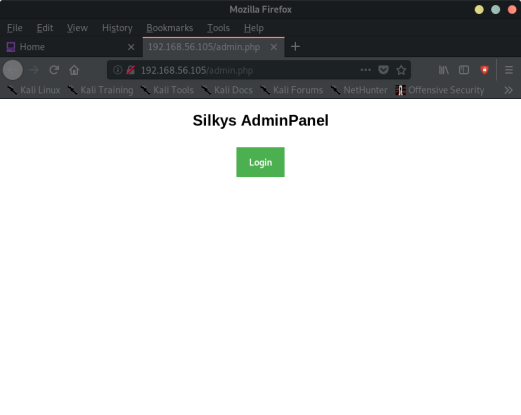 Mozilla Firefox
File Edit View History Bookmarks Tools Help
Home 192.168.56.105/admin.php
192.168.56.105/admin.php
Kali Linux Kali Training Kali Tools Kali Docs Kali Forums NetHunter Offensive Security
Silkys AdminPanel
Login